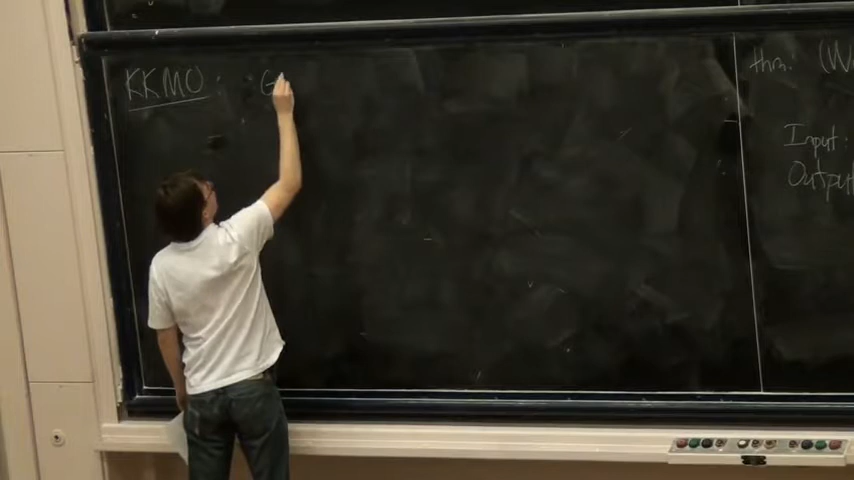 KKMO : G
thm. (W
Input :
Output